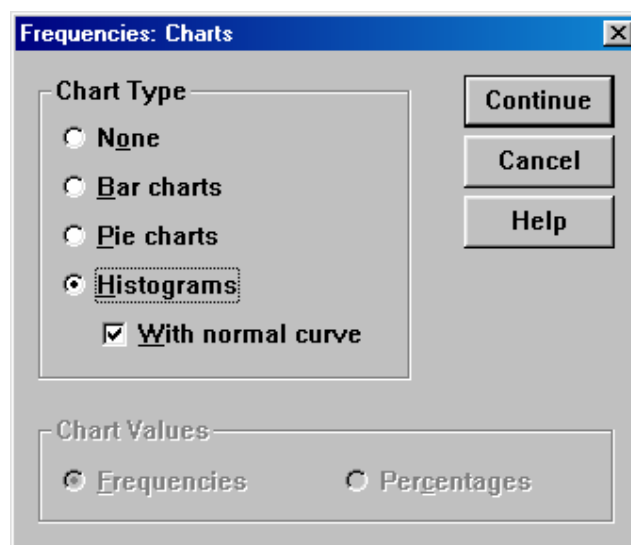 Frequencies: Charts
Chart Type
None
Bar charts
Pie charts
Histograms
With normal curve
Continue
Cancel
Help
Chart Values
Frequencies
Percentages